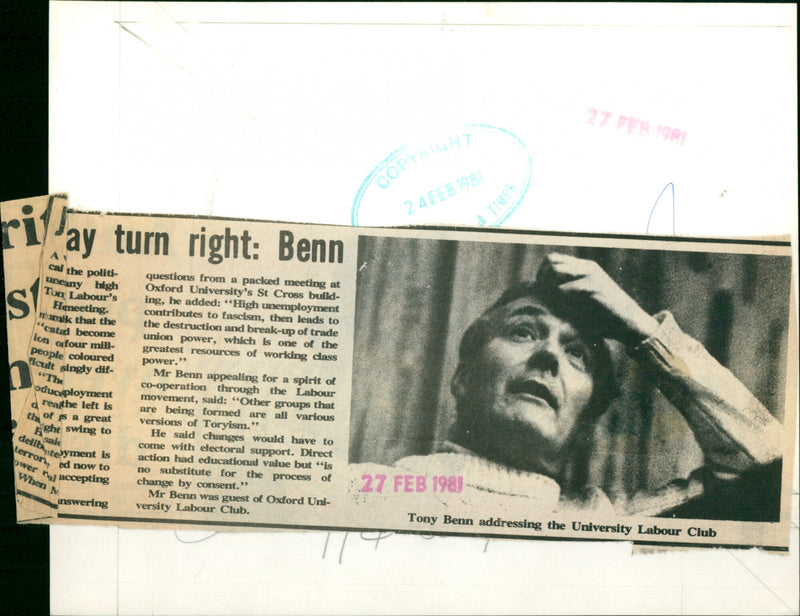 27 FEB 1981
COPYRIGHT
24 FEB 1981
& TIMES
ay turn right: Benn
the politi-
any high
Labour's
meeting.
that the
become
four mill-
coloured
singly dif-
ployment
the left is
as a great
swing to
yment is
ed now to
accepting
nswering
questions from a packed meeting at
Oxford University's St Cross build-
ing, he added: "High unemployment
contributes to fascism, then leads to
the destruction and break-up of trade
union power, which is one of the
greatest resources of working class
power."
Mr Benn appealing for a spirit of
co-operation through the Labour
movement, said: "Other groups that
are being formed are all various
versions of Toryism."
He said changes would have to
come with electoral support. Direct
action had educational value but "is
no substitute for the process of
change by consent."
Mr Benn was guest of Oxford Uni-
versity Labour Club.
27 FEB 1981
Tony Benn addressing the University Labour Club